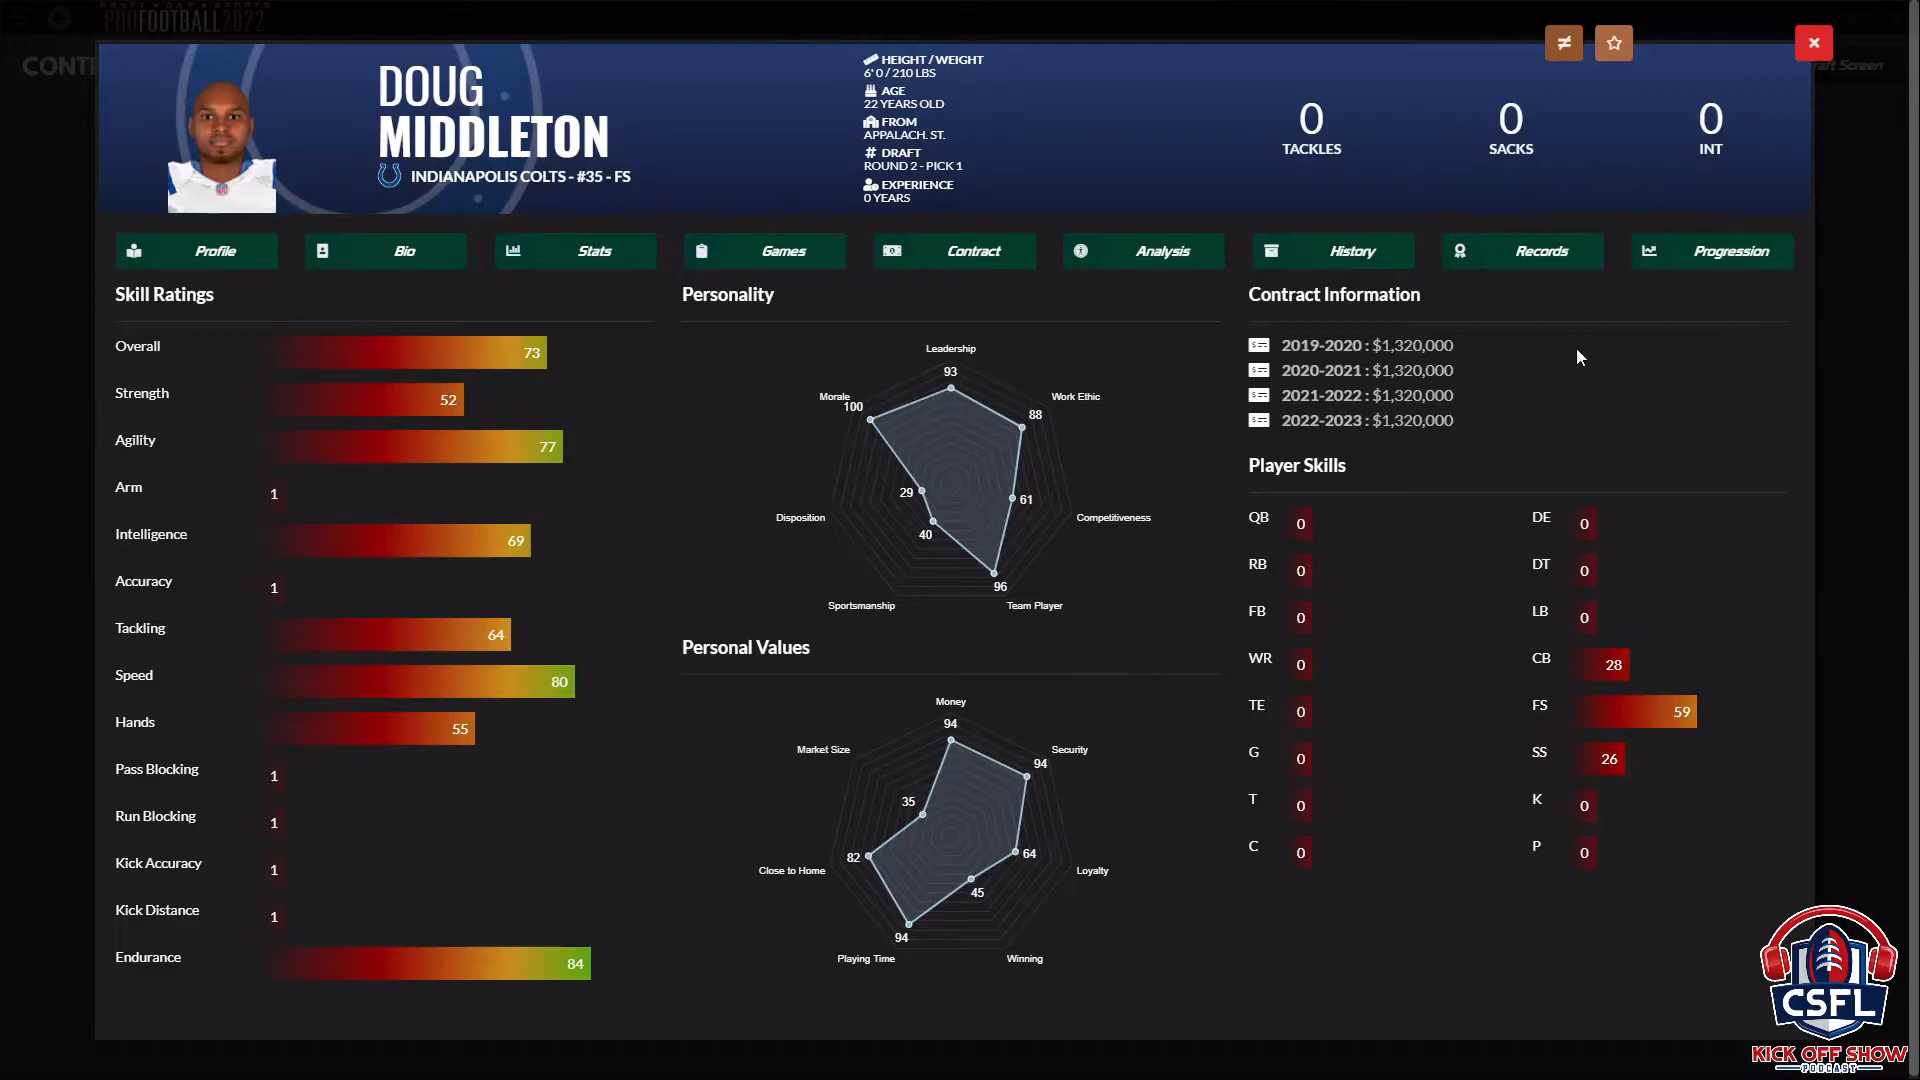 DRAFT DAY SPORTS
PROFOOTBALL2022
CONT
aft Screen
DOUG
MIDDLETON
INDIANAPOLIS COLTS - #35 - FS
HEIGHT / WEIGHT
6' 0 / 210 LBS
AGE
22 YEARS OLD
FROM
APPALACH. ST.
# DRAFT
ROUND 2 - PICK 1
EXPERIENCE
0 YEARS
0
TACKLES
0
SACKS
0
INT
Profile
Bio
Stats
Games
Contract
Analysis
History
Records
Progression
Skill Ratings
Overall 73
Strength 52
Agility 77
Arm 1
Intelligence 69
Accuracy 1
Tackling 64
Speed 80
Hands 55
Pass Blocking 1
Run Blocking 1
Kick Accuracy 1
Kick Distance 1
Endurance 84
Personality
Leadership
93
Work Ethic
88
Competitiveness
61
Team Player
96
Sportsmanship
40
Disposition
29
Morale
100
Personal Values
Money
94
Security
94
Loyalty
64
Winning
45
Playing Time
94
Close to Home
82
Market Size
35
Contract Information
2019-2020 : $1,320,000
2020-2021 : $1,320,000
2021-2022 : $1,320,000
2022-2023 : $1,320,000
Player Skills
QB 0
RB 0
FB 0
WR 0
TE 0
G 0
T 0
C 0
DE 0
DT 0
LB 0
CB 28
FS 59
SS 26
K 0
P 0
CSFL
KICK OFF SHOW
PODCAST